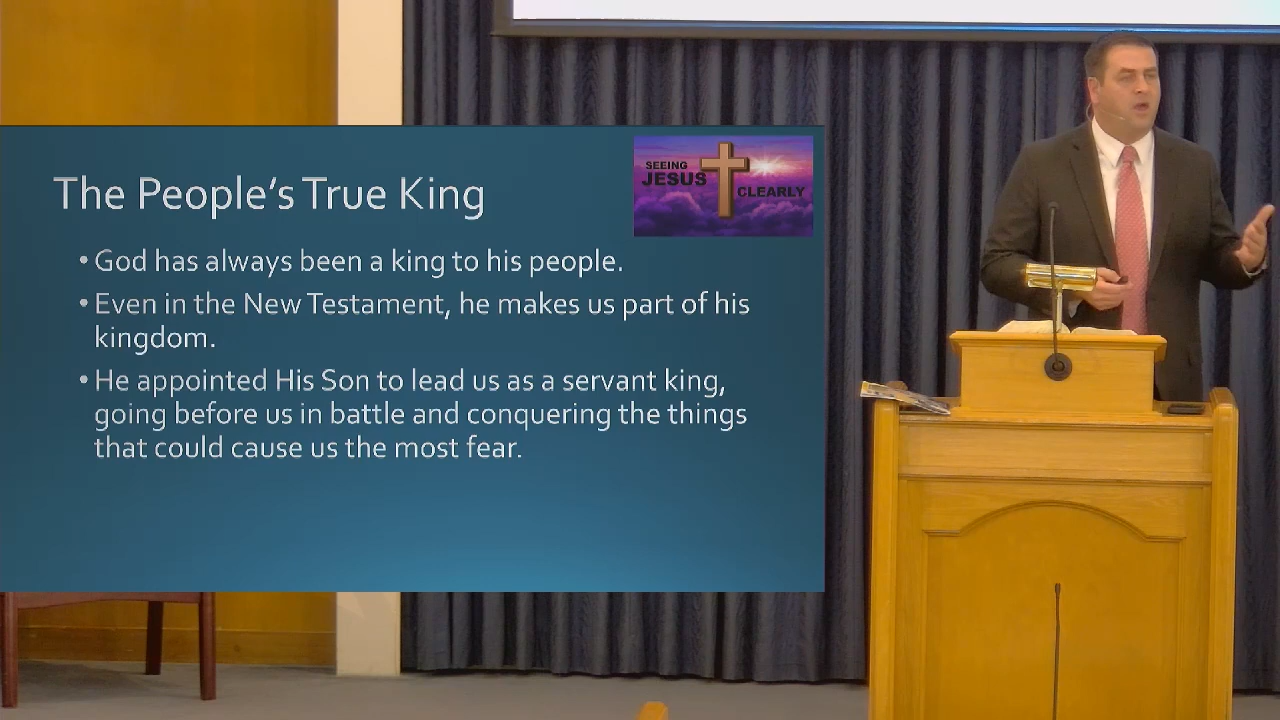 SEEING
JESUS
CLEARLY
The People's True King
• God has always been a king to his people.
• Even in the New Testament, he makes us part of his
kingdom.
• He appointed His Son to lead us as a servant king,
going before us in battle and conquering the things
that could cause us the most fear.